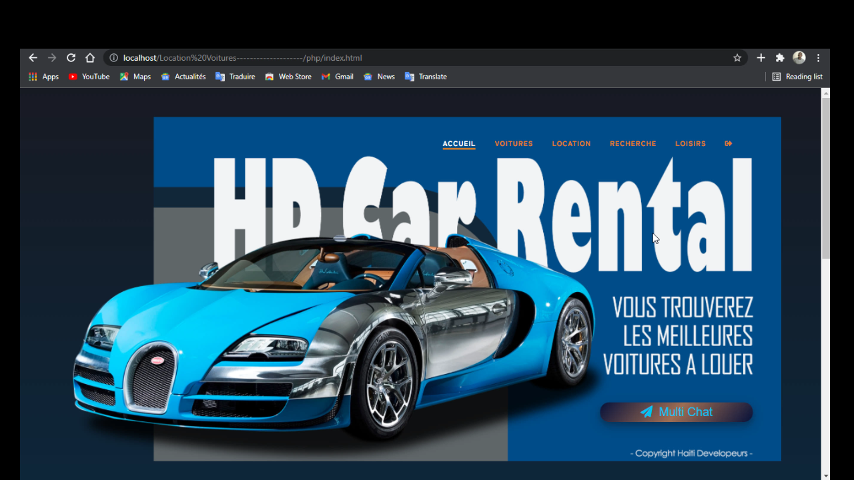 localhost/Location%20Voitures--------------------/php/index.html
Apps YouTube Maps Actualités Traduire Web Store Gmail News Translate Reading list
ACCUEIL VOITURES LOCATION RECHERCHE LOISIRS
HD Car Rental
VOUS TROUVEREZ
LES MEILLEURES
VOITURES A LOUER
Multi Chat
- Copyright Haiti Developeurs -